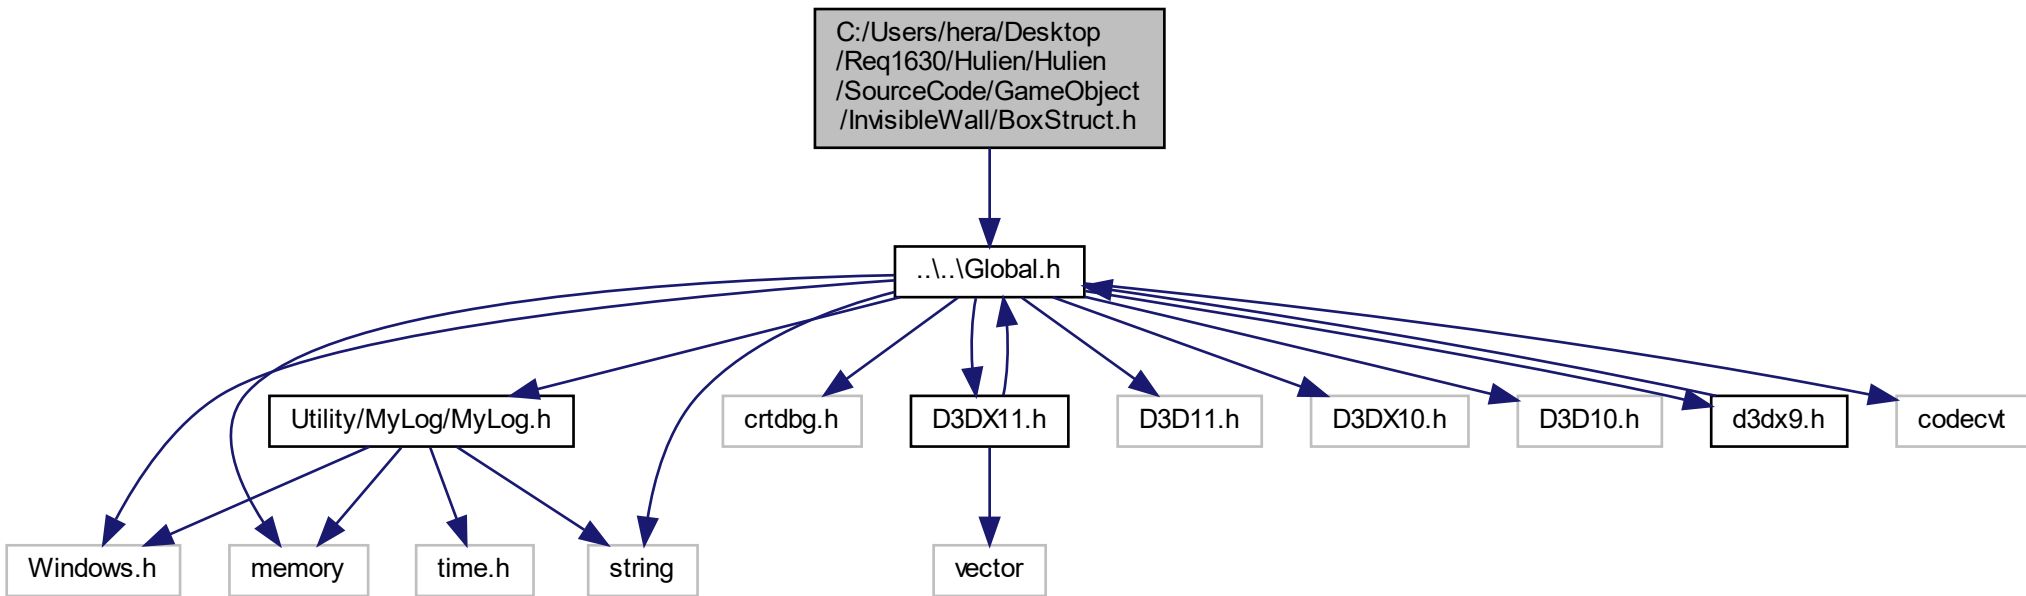 C:/Users/hera/Desktop
/Req1630/Hulien/Hulien
/SourceCode/GameObject
/InvisibleWall/BoxStruct.h
..\..\Global.h
Utility/MyLog/MyLog.h
crtdbg.h
D3DX11.h
D3D11.h
D3DX10.h
D3D10.h
d3dx9.h
codecvt
Windows.h
memory
time.h
string
vector